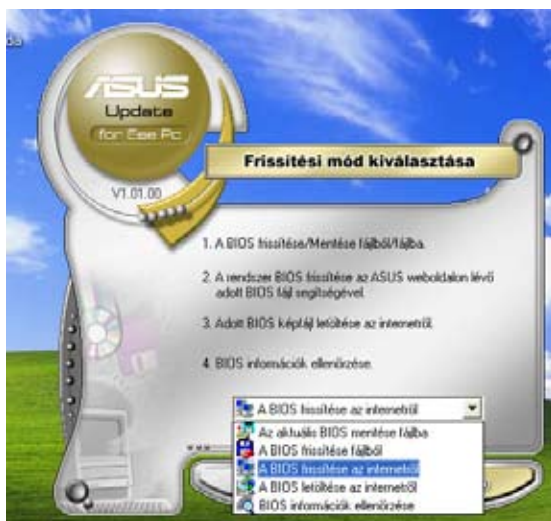 da
ASUS
Update
for Eee Pc
V1.01.00
Frissítési mód kiválasztása
1. A BIOS frissítése/Mentése fájlból/fájlba.
2. A rendszer BIOS frissítése az ASUS weboldalon lévő
adott BIOS fájl segítségével.
3. Adott BIOS képfájl letöltése az internetről.
4. BIOS információk ellenőrzése.
A BIOS frissítése az internetről
Az aktuális BIOS mentése fájlba
A BIOS frissítése fájlból
A BIOS frissítése az internetről
A BIOS letöltése az internetről
BIOS információk ellenőrzése